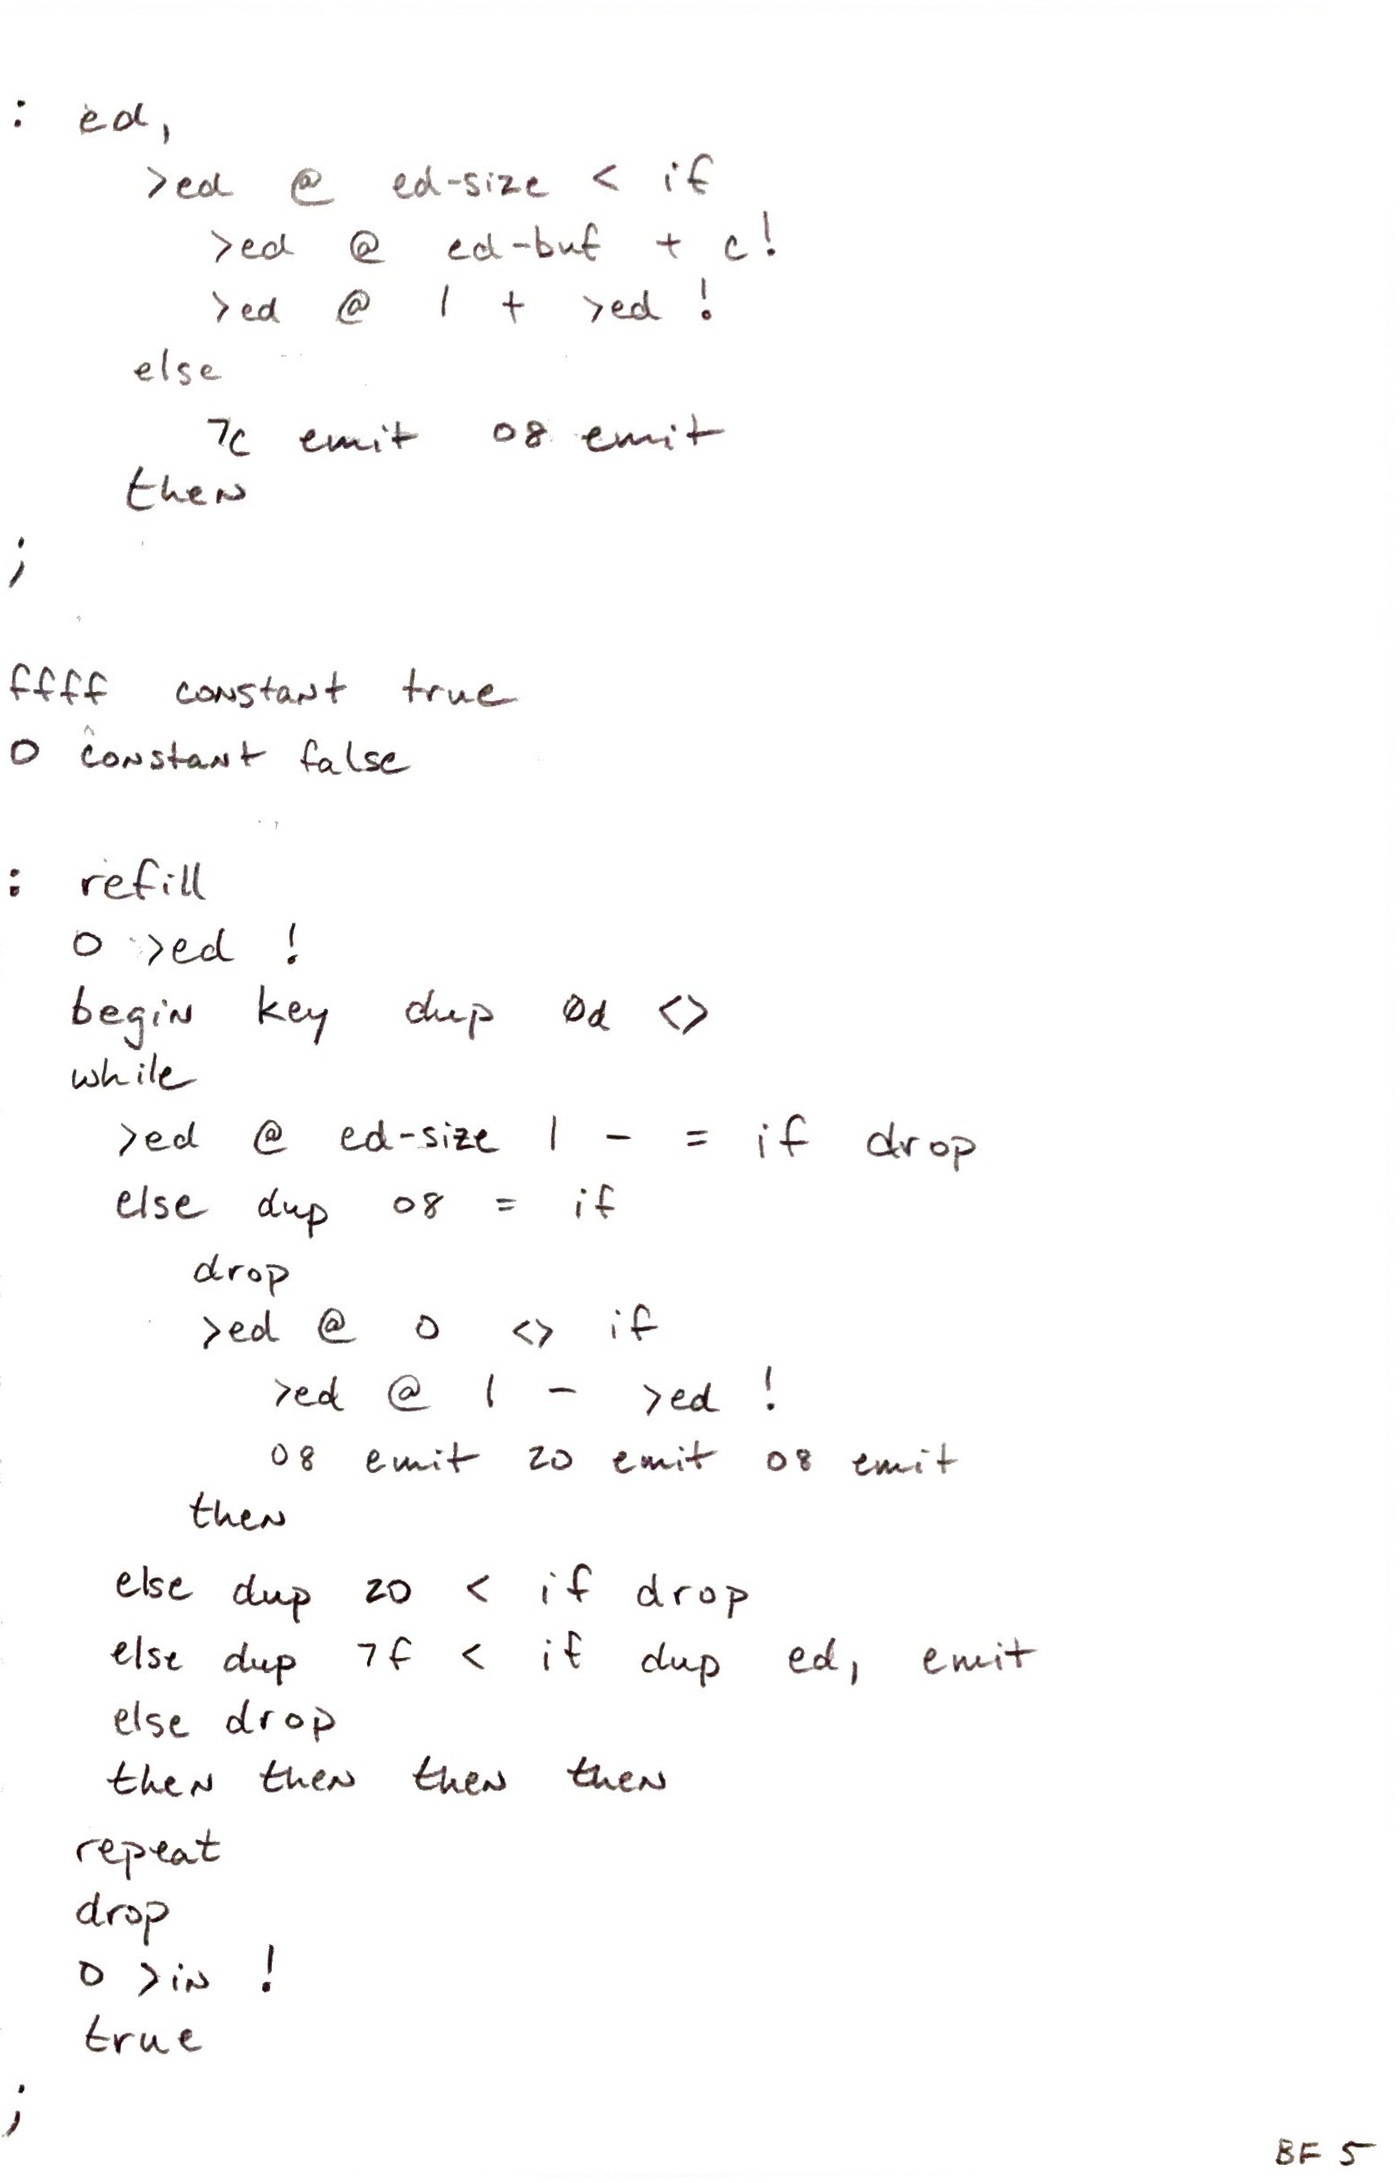 : ed,
>ed @ ed-size < if
>ed @ ed-buf + c!
>ed @ 1 + >ed !
else
7c emit 08 emit
then
;
ffff constant true
0 constant false
: refill
0 >ed !
begin key dup 0d <>
while
>ed @ ed-size 1 - = if drop
else dup 08 = if
drop
>ed @ 0 <> if
>ed @ 1 - >ed !
08 emit 20 emit 08 emit
then
else dup 20 < if drop
else dup 7f < if dup ed, emit
else drop
then then then then
repeat
drop
0 >in !
true
;
BF 5